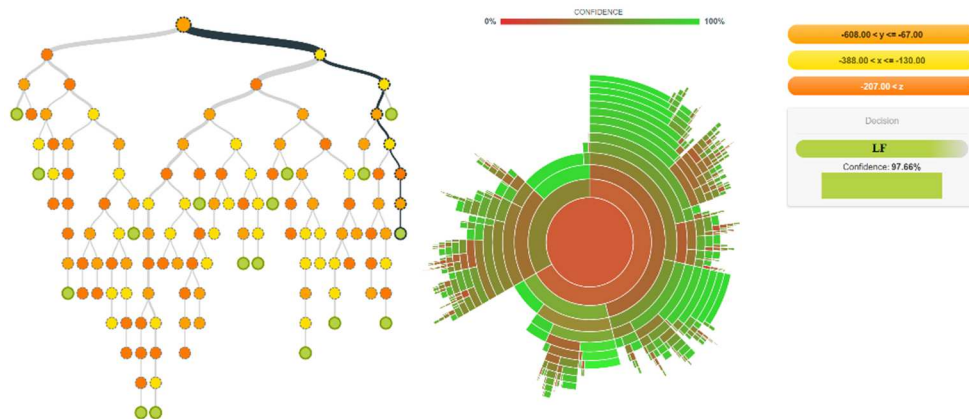 CONFIDENCE
0% 100%
-608.00 < y <= -67.00
-388.00 < x <= -130.00
-207.00 < z
Decision
LF
Confidence: 97.66%